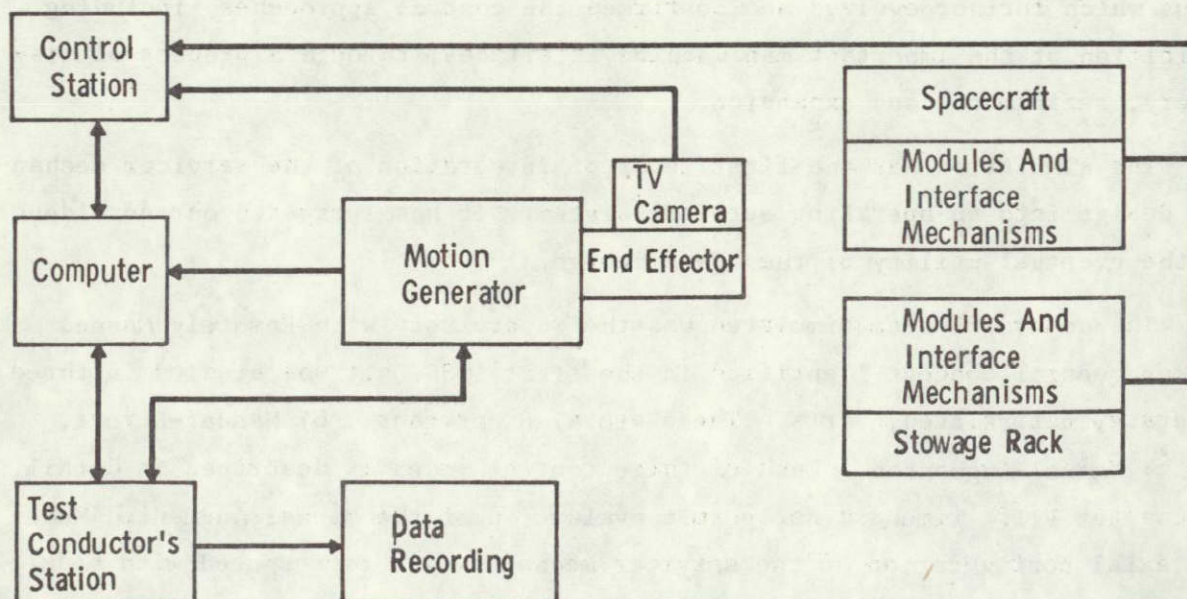 Control
Station
Spacecraft
Modules And
Interface
Mechanisms
TV
Camera
End Effector
Motion
Generator
Computer
Modules And
Interface
Mechanisms
Stowage Rack
Test
Conductor's
Station
Data
Recording